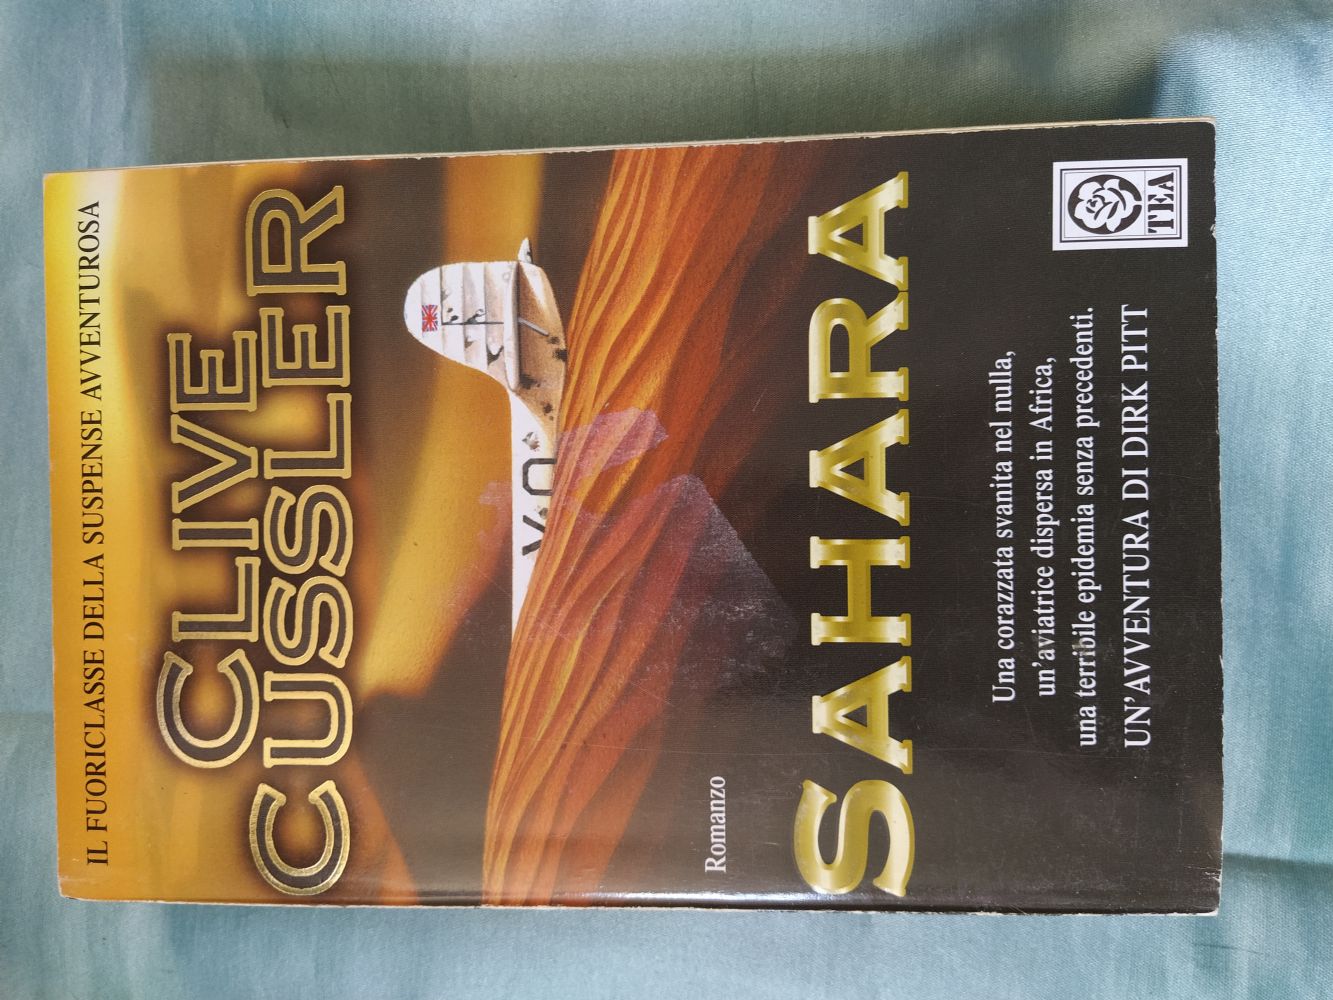 IL FUORICLASSE DELLA SUSPENSE AVVENTUROSA
CLIVE
CUSSLER
Romanzo
SAHARA
Una corazzata svanita nel nulla,
un'aviatrice dispersa in Africa,
una terribile epidemia senza precedenti.
UN'AVVENTURA DI DIRK PITT
TEA